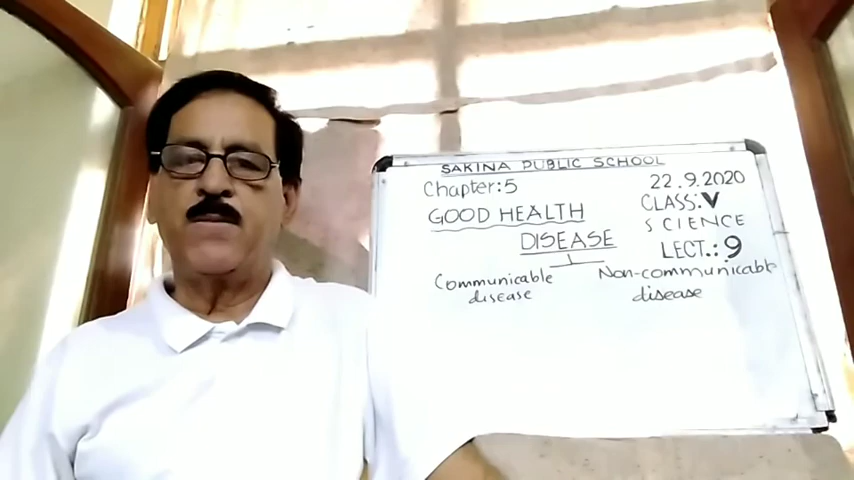 SAKINA PUBLIC SCHOOL
Chapter:5
22.9.2020
CLASS:V
GOOD HEALTH
SCIENCE
DISEASE
LECT.:9
Communicable disease
Non-communicabl disease